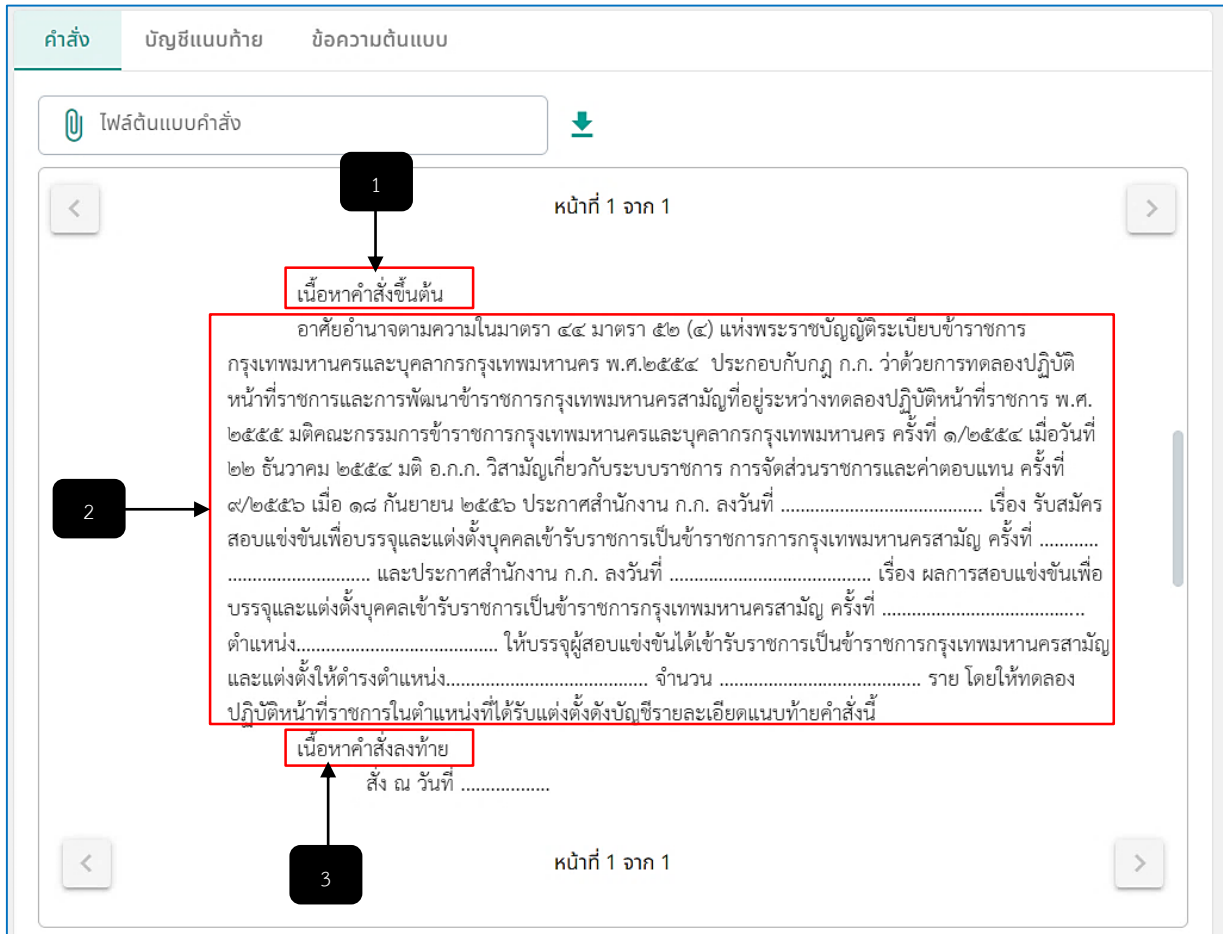 คำสั่ง บัญชีแนบท้าย ข้อความต้นแบบ
ไฟล์ต้นแบบคำสั่ง
1
หน้าที่ 1 จาก 1
เนื้อหาคำสั่งขึ้นต้น
อาศัยอำนาจตามความในมาตรา ๔๔ มาตรา ๕๒ (๔) แห่งพระราชบัญญัติระเบียบข้าราชการ
กรุงเทพมหานครและบุคลากรกรุงเทพมหานคร พ.ศ.๒๕๕๔ ประกอบกับกฎ ก.ก. ว่าด้วยการทดลองปฏิบัติ
หน้าที่ราชการและการพัฒนาข้าราชการกรุงเทพมหานครสามัญที่อยู่ระหว่างทดลองปฏิบัติหน้าที่ราชการ พ.ศ.
๒๕๕๕ มติคณะกรรมการข้าราชการกรุงเทพมหานครและบุคลากรกรุงเทพมหานคร ครั้งที่ ๑/๒๕๕๔ เมื่อวันที่
๒๒ ธันวาคม ๒๕๕๔ มติ อ.ก.ก. วิสามัญเกี่ยวกับระบบราชการ การจัดส่วนราชการและค่าตอบแทน ครั้งที่
2
๙/๒๕๕๖ เมื่อ ๑๘ กันยายน ๒๕๕๖ ประกาศสำนักงาน ก.ก. ลงวันที่ ........................................ เรื่อง รับสมัคร
สอบแข่งขันเพื่อบรรจุและแต่งตั้งบุคคลเข้ารับราชการเป็นข้าราชการการกรุงเทพมหานครสามัญ ครั้งที่ ............
............................ และประกาศสำนักงาน ก.ก. ลงวันที่ ........................................ เรื่อง ผลการสอบแข่งขันเพื่อ
บรรจุและแต่งตั้งบุคคลเข้ารับราชการเป็นข้าราชการกรุงเทพมหานครสามัญ ครั้งที่ ........................................
ตำแหน่ง........................................ ให้บรรจุผู้สอบแข่งขันได้เข้ารับราชการเป็นข้าราชการกรุงเทพมหานครสามัญ
และแต่งตั้งให้ดำรงตำแหน่ง........................................ จำนวน ........................................ ราย โดยให้ทดลอง
ปฏิบัติหน้าที่ราชการในตำแหน่งที่ได้รับแต่งตั้งดังบัญชีรายละเอียดแนบท้ายคำสั่งนี้
เนื้อหาคำสั่งลงท้าย
สั่ง ณ วันที่ ..................
หน้าที่ 1 จาก 1
3